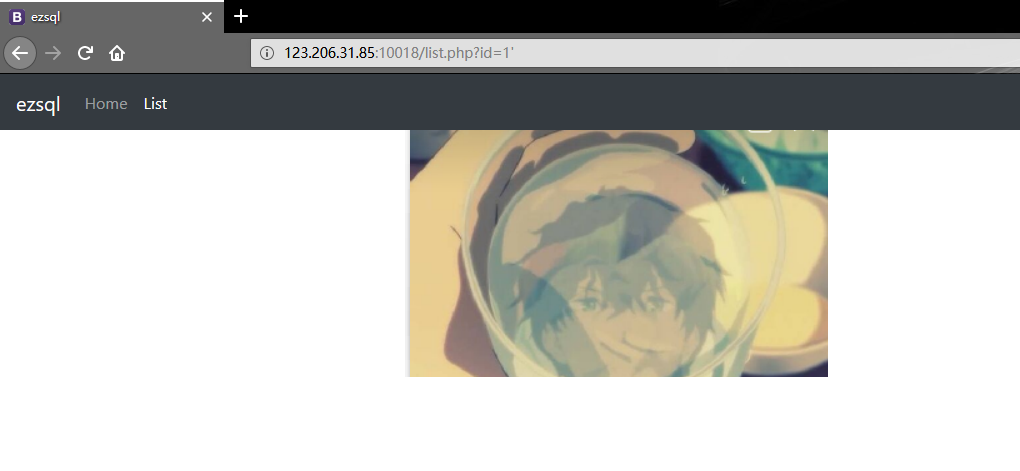 B ezsql
123.206.31.85:10018/list.php?id=1'
ezsql Home List